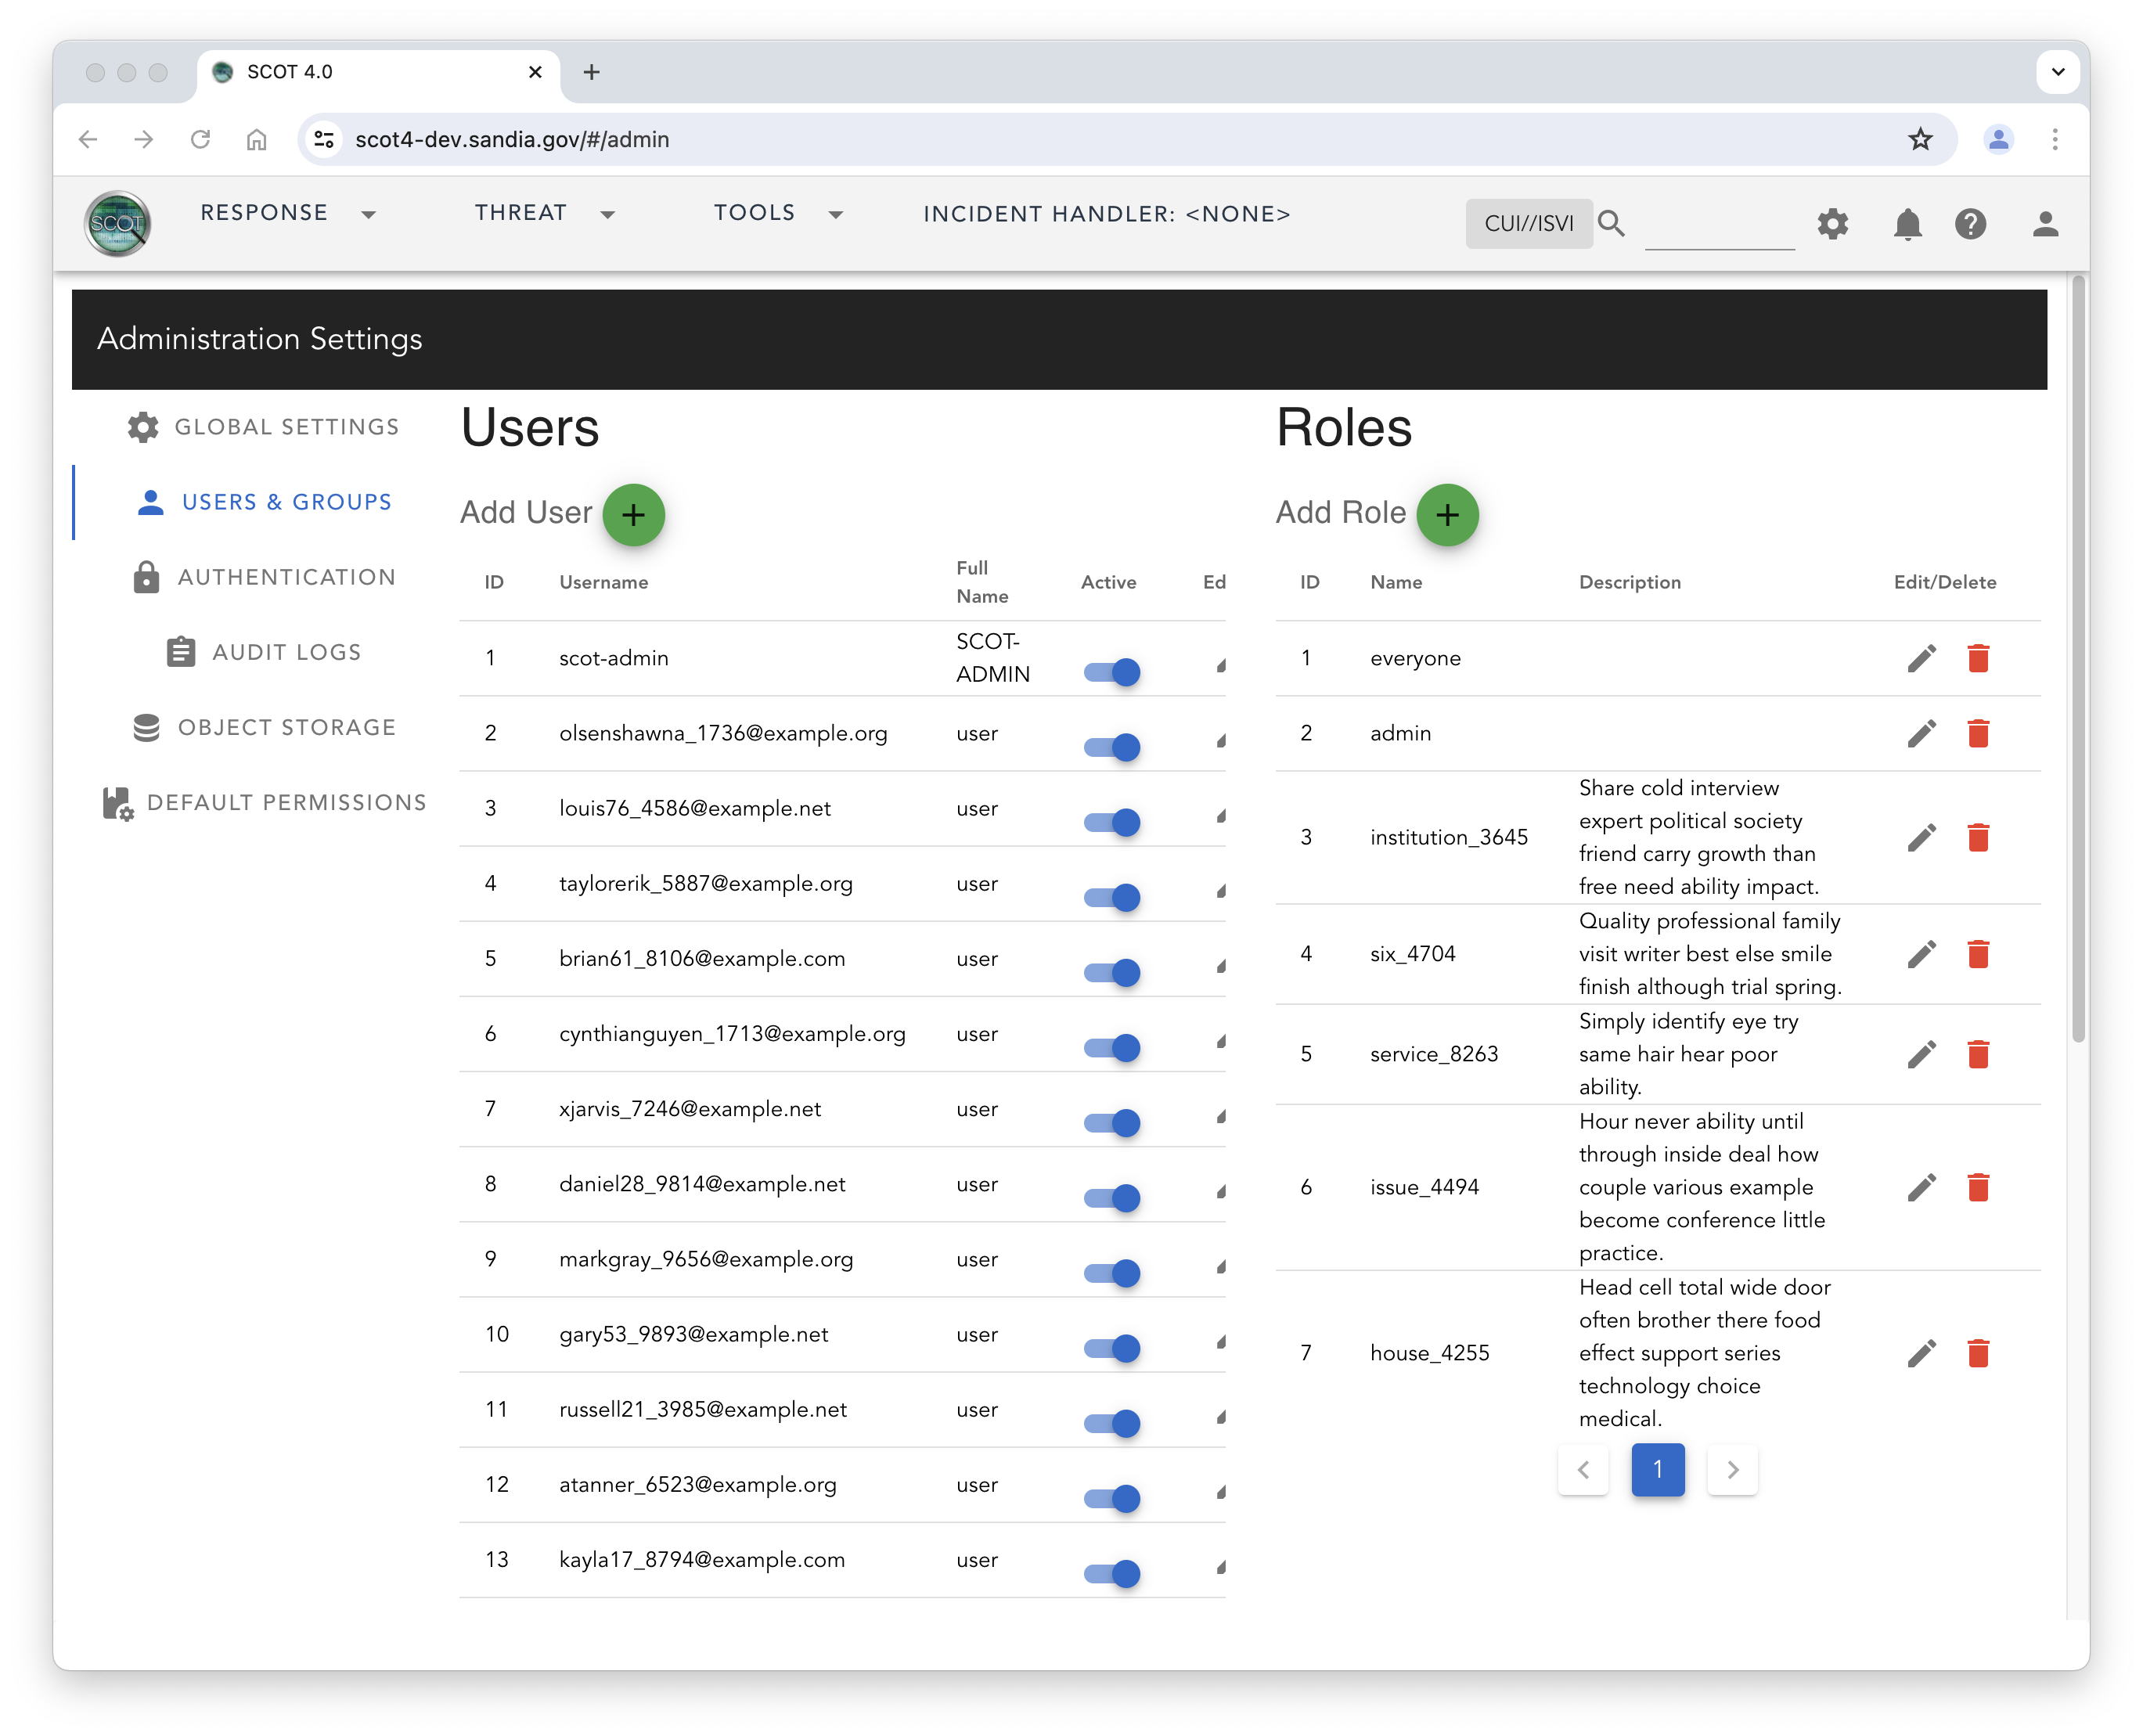 SCOT 4.0
scot4-dev.sandia.gov/#/admin
SCOT
RESPONSE THREAT TOOLS INCIDENT HANDLER: <NONE> CUI//ISVI
Administration Settings
GLOBAL SETTINGS
USERS & GROUPS
AUTHENTICATION
AUDIT LOGS
OBJECT STORAGE
DEFAULT PERMISSIONS
Users
Add User +
ID Username Full Name Active Ed
1 scot-admin SCOT-ADMIN
2 olsenshawna_1736@example.org user
3 louis76_4586@example.net user
4 taylorerik_5887@example.org user
5 brian61_8106@example.com user
6 cynthianguyen_1713@example.org user
7 xjarvis_7246@example.net user
8 daniel28_9814@example.net user
9 markgray_9656@example.org user
10 gary53_9893@example.net user
11 russell21_3985@example.net user
12 atanner_6523@example.org user
13 kayla17_8794@example.com user
Roles
Add Role +
ID Name Description Edit/Delete
1 everyone
2 admin
3 institution_3645
Share cold interview
expert political society
friend carry growth than
free need ability impact.
4 six_4704
Quality professional family
visit writer best else smile
finish although trial spring.
5 service_8263
Simply identify eye try
same hair hear poor
ability.
6 issue_4494
Hour never ability until
through inside deal how
couple various example
become conference little
practice.
7 house_4255
Head cell total wide door
often brother there food
effect support series
technology choice
medical.
1